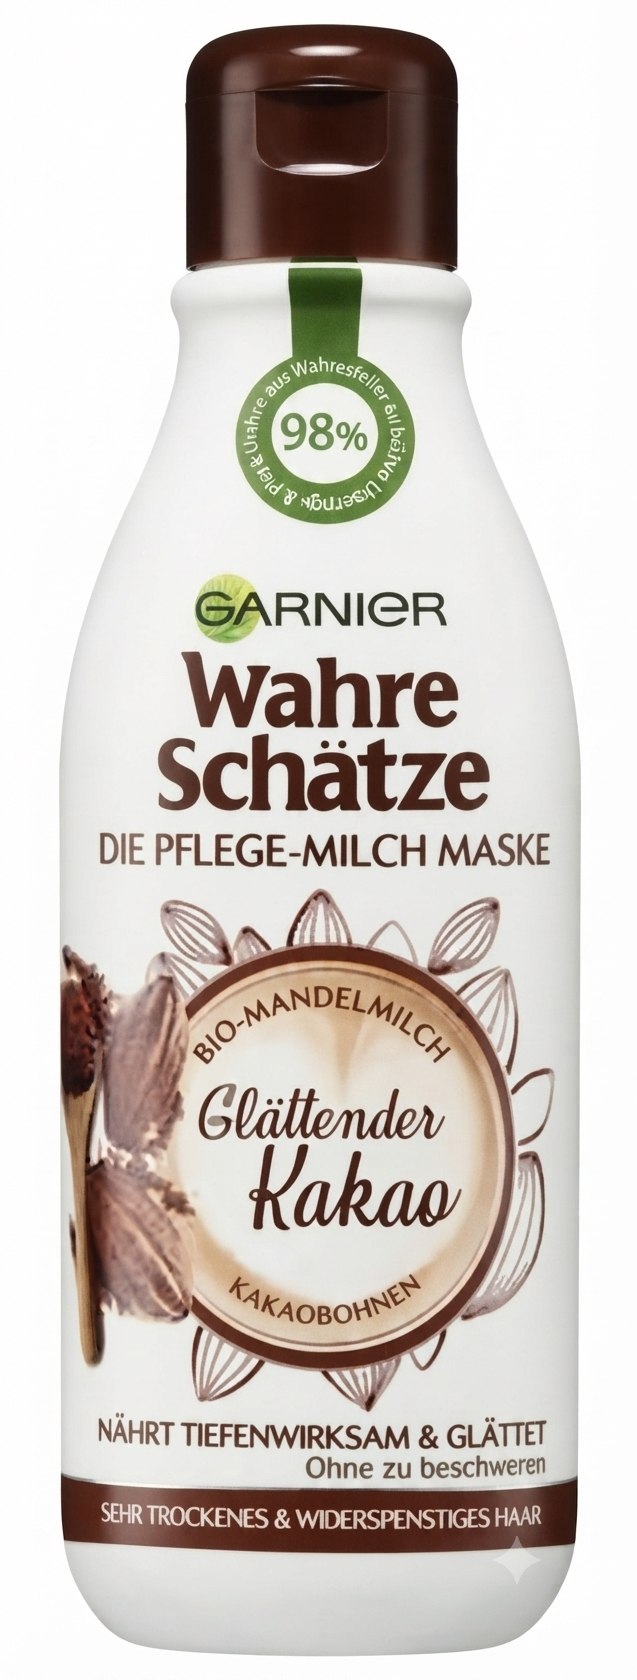 98%
GARNIER
Wahre
Schätze
DIE PFLEGE-MILCH MASKE
BIO-MANDELMILCH
Glättender
Kakao
KAKAOBOHNEN
NÄHRT TIEFENWIRKSAM & GLÄTTET
Ohne zu beschweren
SEHR TROCKENES & WIDERSPENSTIGES HAAR